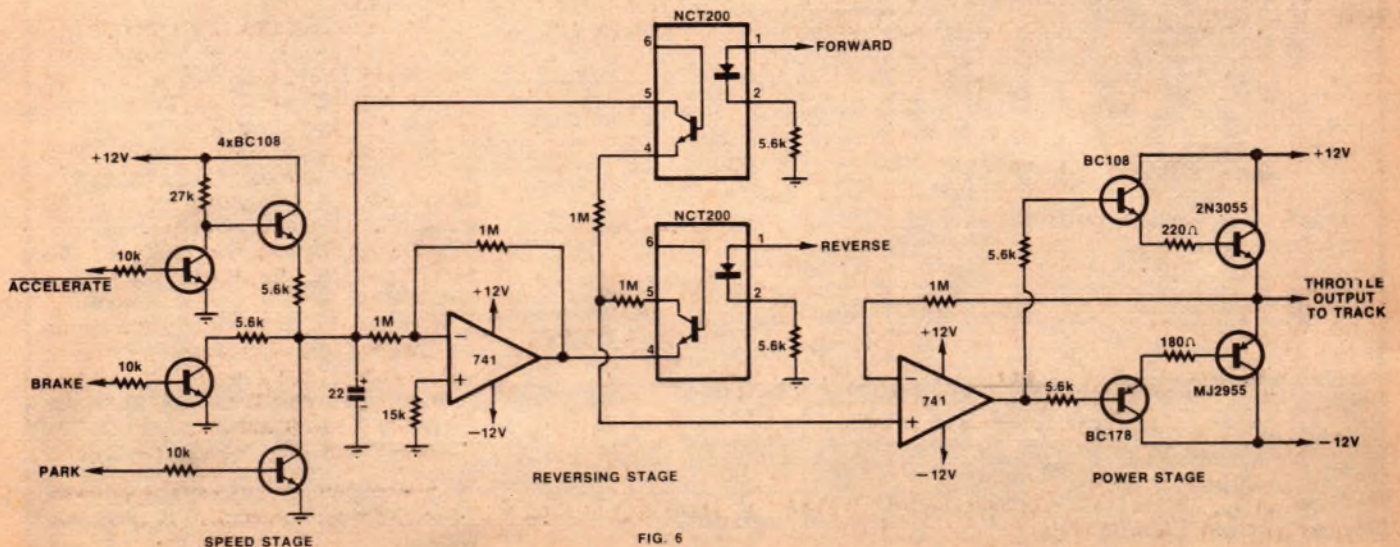 NCT200
6
1
FORWARD
5
2
4
5.6k
4xBC108
+12V
27k
10k
ACCELERATE
5.6k
1M
NCT200
6
1
REVERSE
1M
5
2
4
5.6k
1M
+12V
1M
−
741
+
−12V
15k
5.6k
22
+
−
10k
BRAKE
10k
PARK
BC108
+12V
2N3055
220Ω
5.6k
1M
THROTTLE
OUTPUT
TO TRACK
+12V
−
741
+
−12V
180Ω
5.6k
MJ2955
BC178
−12V
SPEED STAGE
REVERSING STAGE
POWER STAGE
FIG. 6